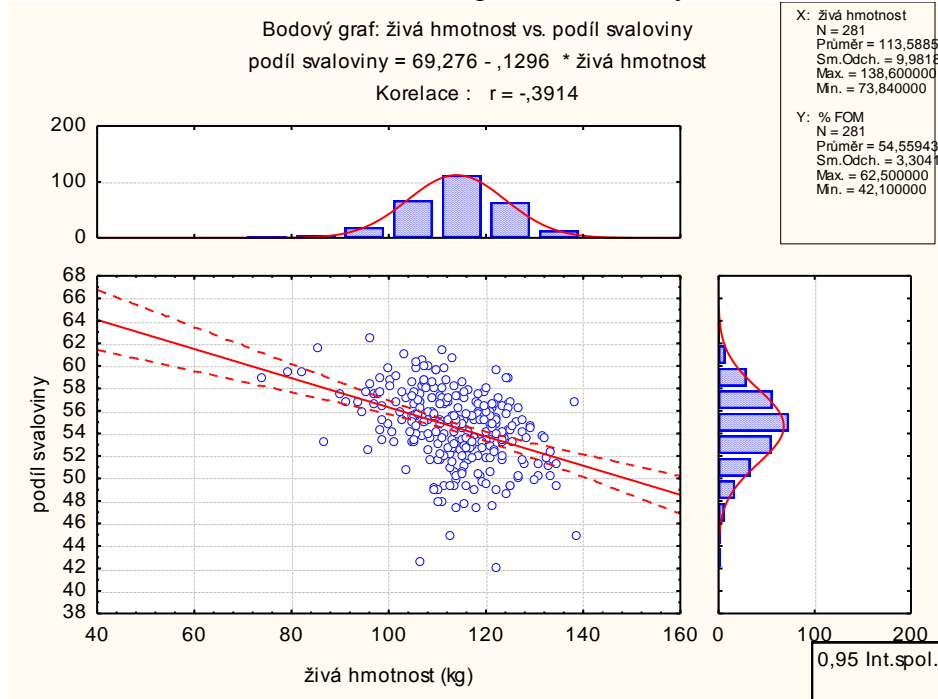 Bodový graf: živá hmotnost vs. podíl svaloviny
podíl svaloviny = 69,276 - ,1296 * živá hmotnost
Korelace : r = -,3914
X: živá hmotnost
N = 281
Průměr = 113,5885
Sm.Odch. = 9,9818
Max. = 138,600000
Min. = 73,840000
Y: % FOM
N = 281
Průměr = 54,55943
Sm.Odch. = 3,3041
Max. = 62,500000
Min. = 42,100000
200
100
0
68
66
64
62
60
58
56
54
52
50
48
46
44
42
40
38
podíl svaloviny
40 60 80 100 120 140 160
0 100 200
živá hmotnost (kg)
0,95 Int.spol.